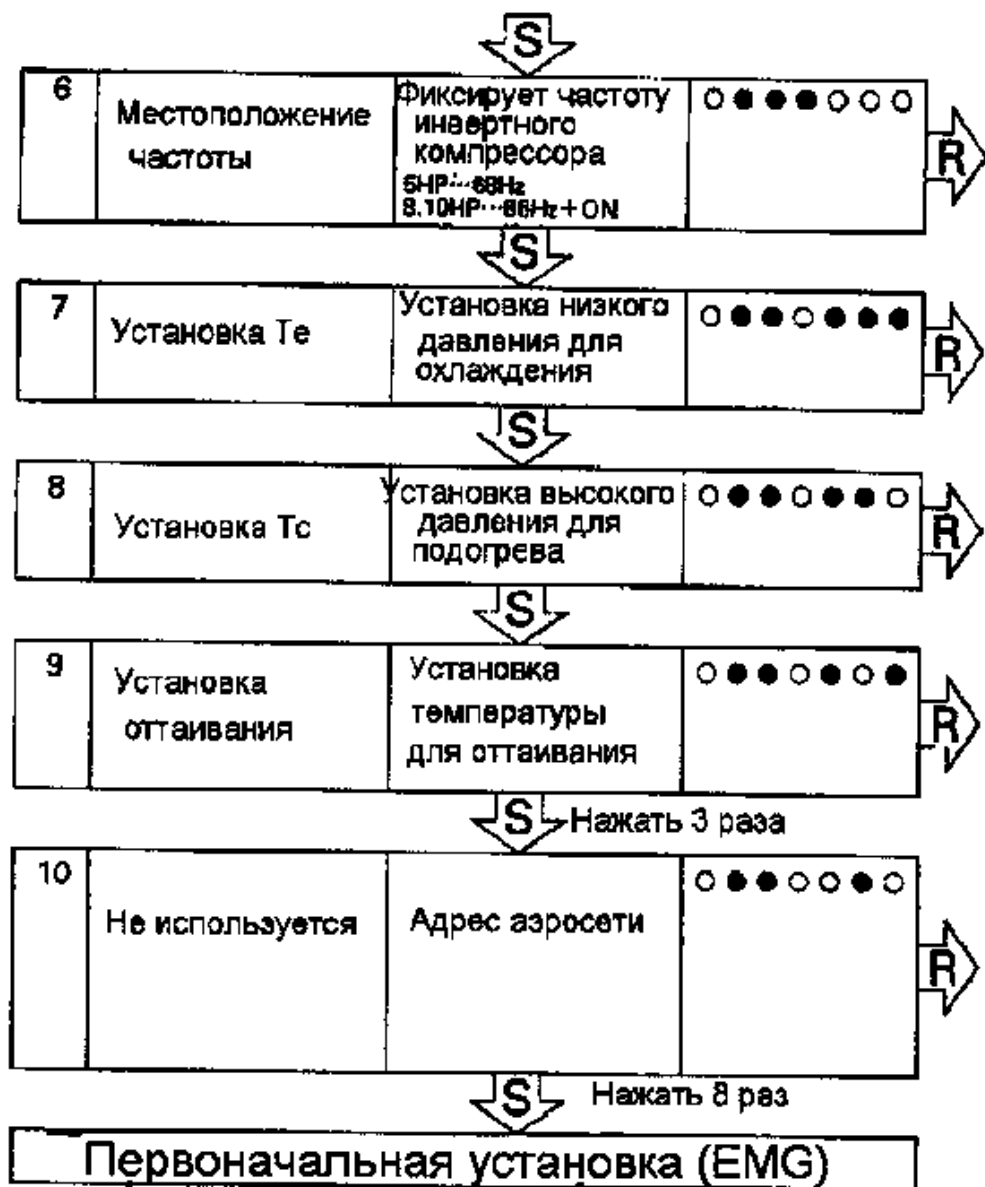 S
6
Местоположение
частоты
Фиксирует частоту
инвертного
компрессора
5HP···68Hz
8.10HP···66Hz+ON
R
S
7
Установка Te
Установка низкого
давления для
охлаждения
R
S
8
Установка Tc
Установка высокого
давления для
подогрева
R
S
9
Установка
оттаивания
Установка
температуры
для оттаивания
R
S
Нажать 3 раза
10
Не используется
Адрес аэросети
R
S
Нажать 8 раз
Первоначальная установка (EMG)